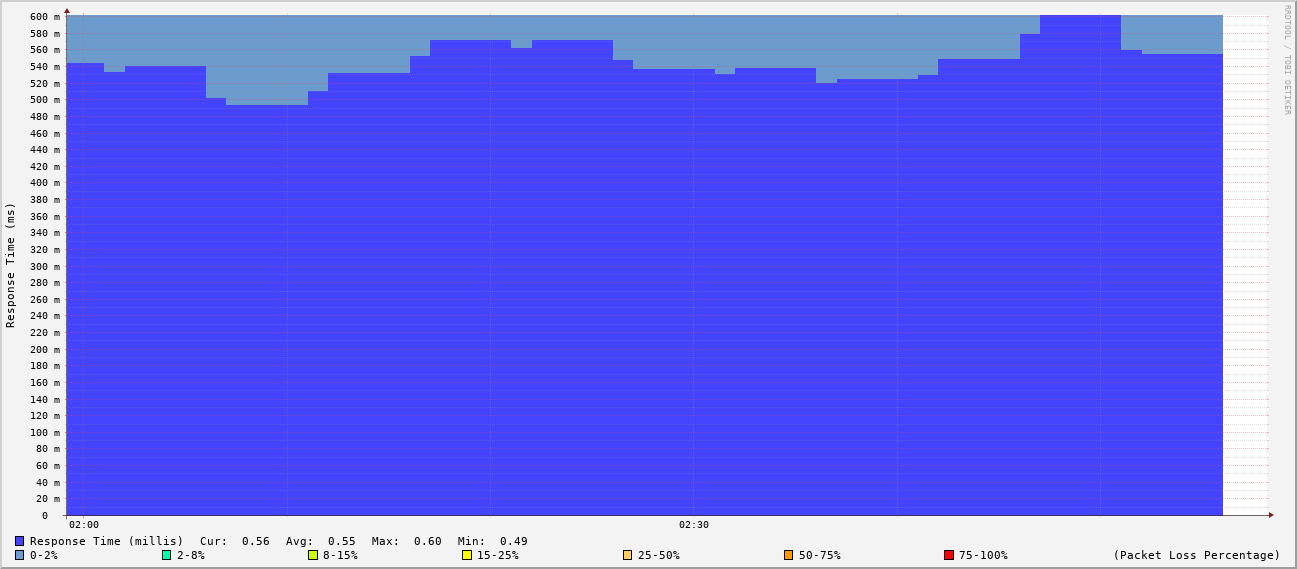 RRDTOOL / TOBI OETIKER
Response Time (ms)
600 m
580 m
560 m
540 m
520 m
500 m
480 m
460 m
440 m
420 m
400 m
380 m
360 m
340 m
320 m
300 m
280 m
260 m
240 m
220 m
200 m
180 m
160 m
140 m
120 m
100 m
80 m
60 m
40 m
20 m
0
02:00 02:30
Response Time (millis) Cur: 0.56 Avg: 0.55 Max: 0.60 Min: 0.49
0-2% 2-8% 8-15% 15-25% 25-50% 50-75% 75-100% (Packet Loss Percentage)